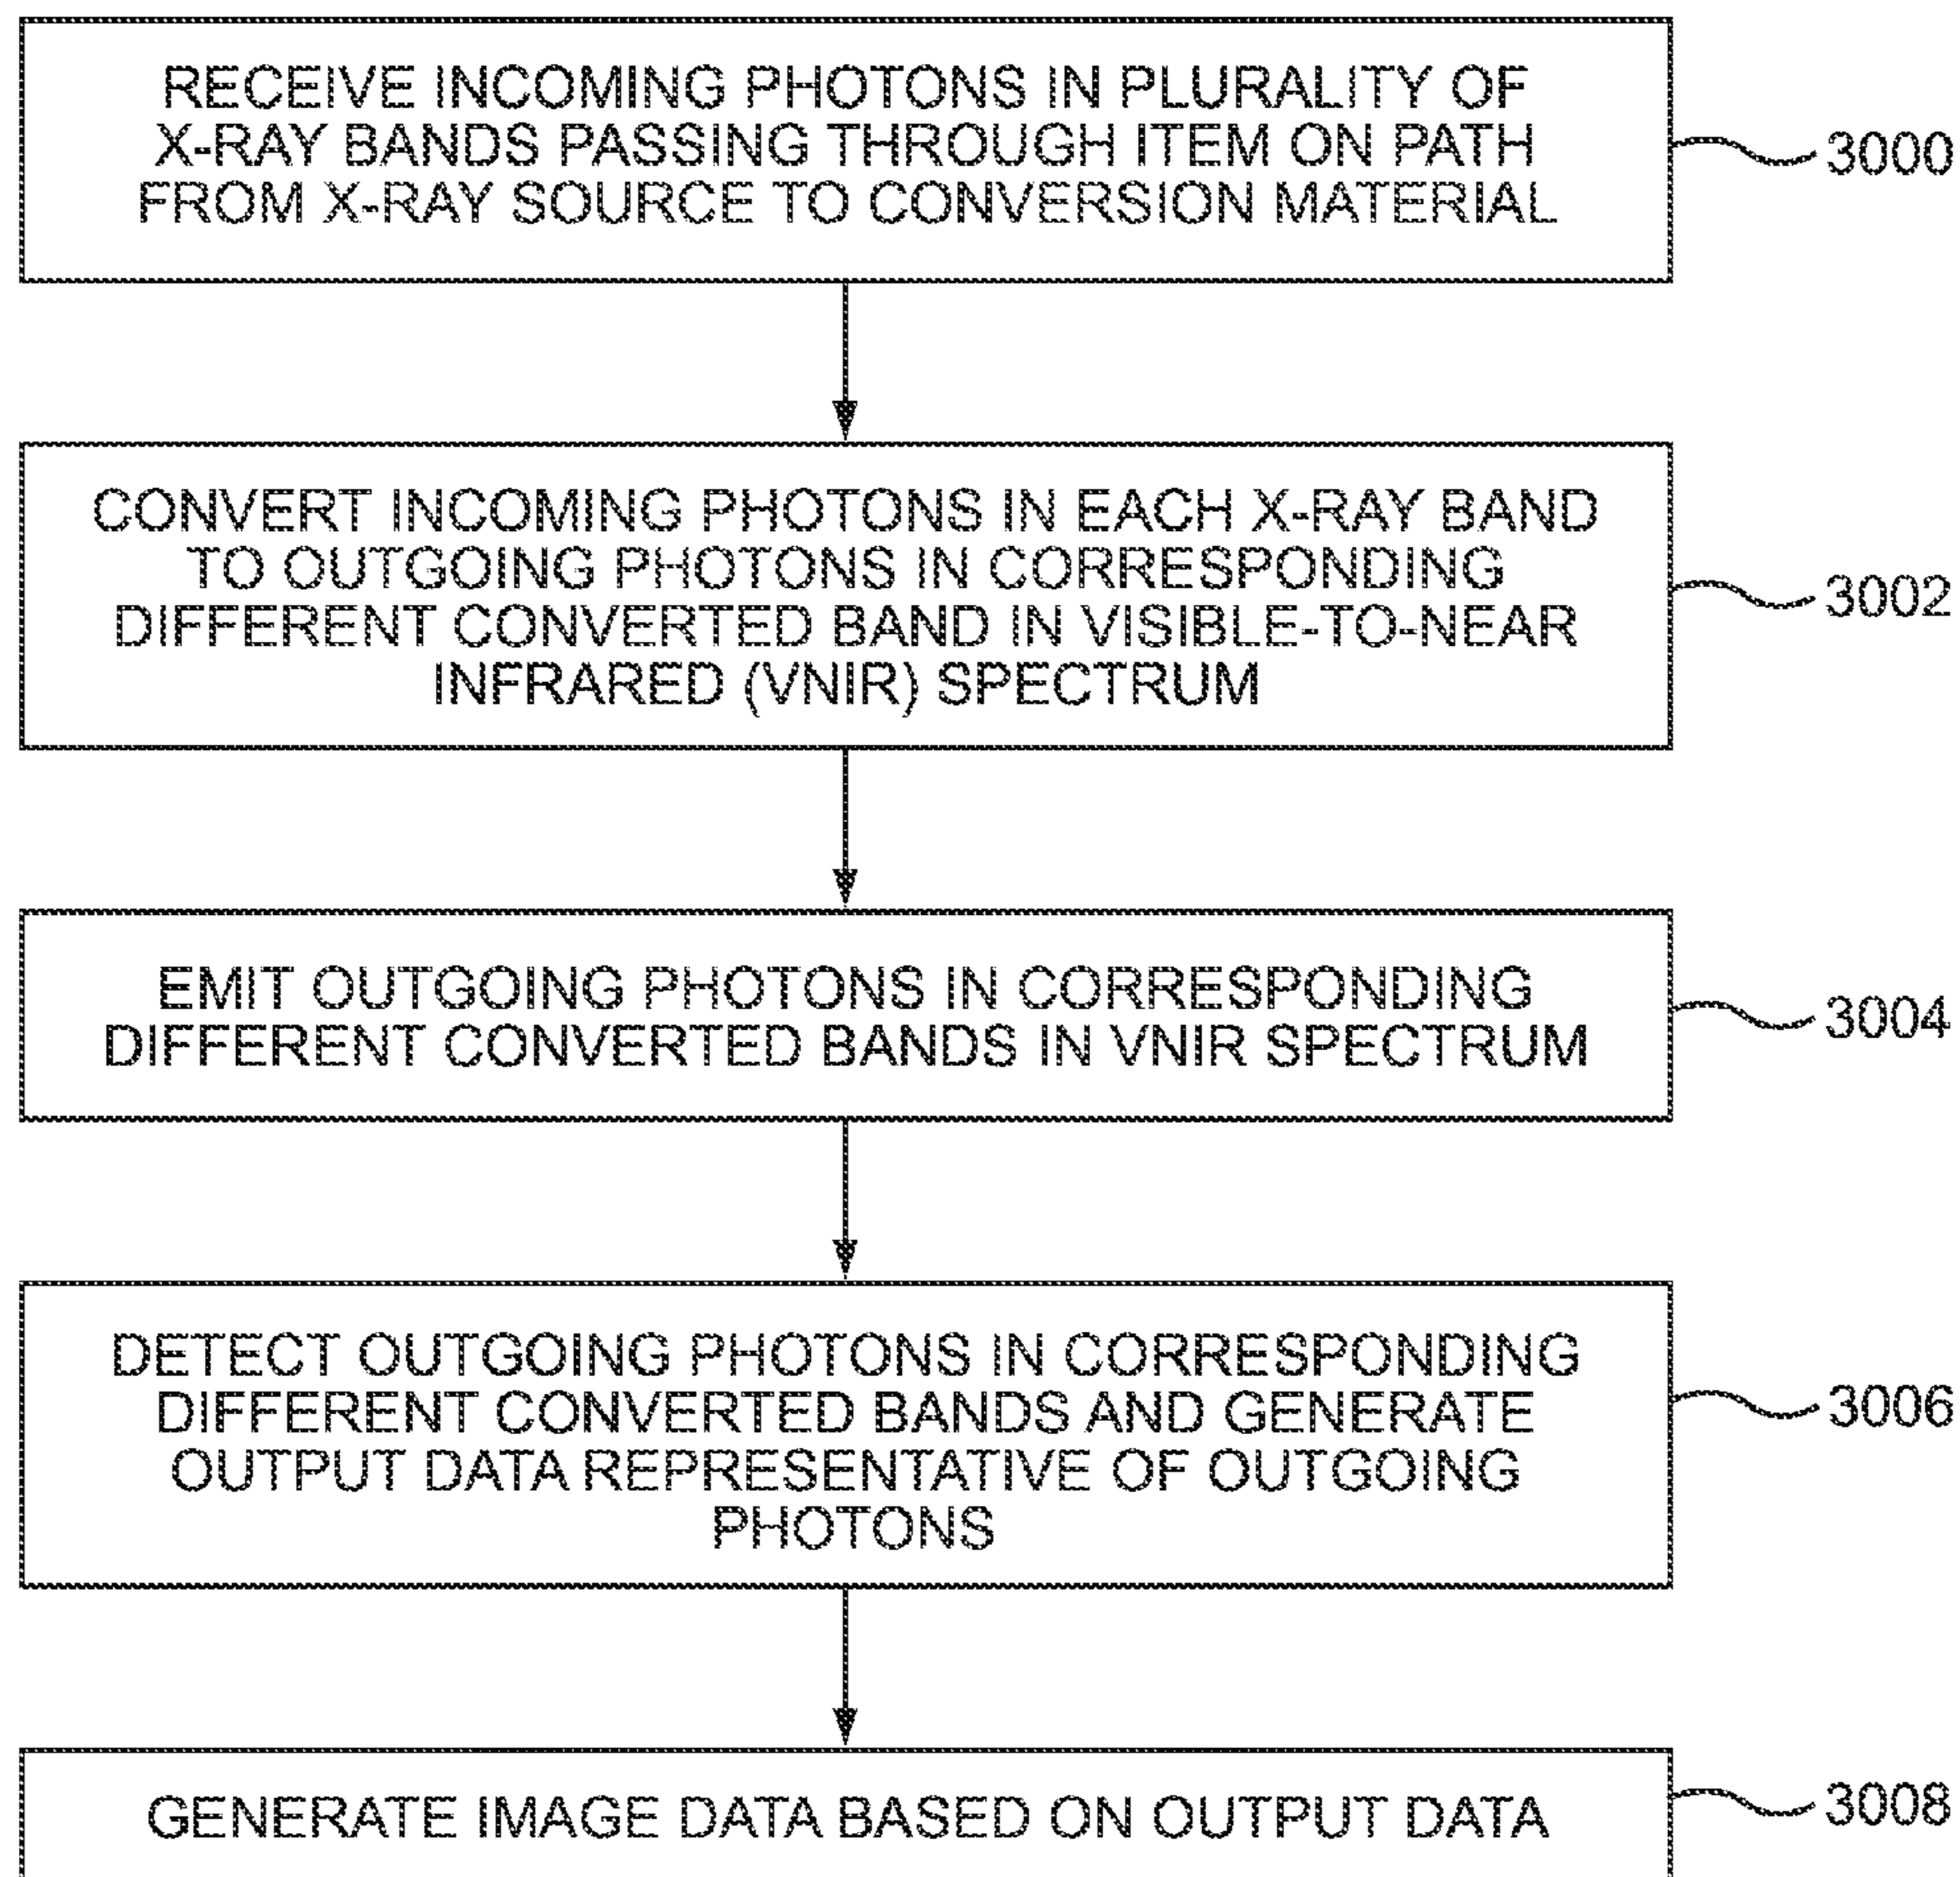 RECEIVE INCOMING PHOTONS IN PLURALITY OF
X-RAY BANDS PASSING THROUGH ITEM ON PATH
FROM X-RAY SOURCE TO CONVERSION MATERIAL
3000
CONVERT INCOMING PHOTONS IN EACH X-RAY BAND
TO OUTGOING PHOTONS IN CORRESPONDING
DIFFERENT CONVERTED BAND IN VISIBLE-TO-NEAR
INFRARED (VNIR) SPECTRUM
3002
EMIT OUTGOING PHOTONS IN CORRESPONDING
DIFFERENT CONVERTED BANDS IN VNIR SPECTRUM
3004
DETECT OUTGOING PHOTONS IN CORRESPONDING
DIFFERENT CONVERTED BANDS AND GENERATE
OUTPUT DATA REPRESENTATIVE OF OUTGOING
PHOTONS
3006
GENERATE IMAGE DATA BASED ON OUTPUT DATA
3008